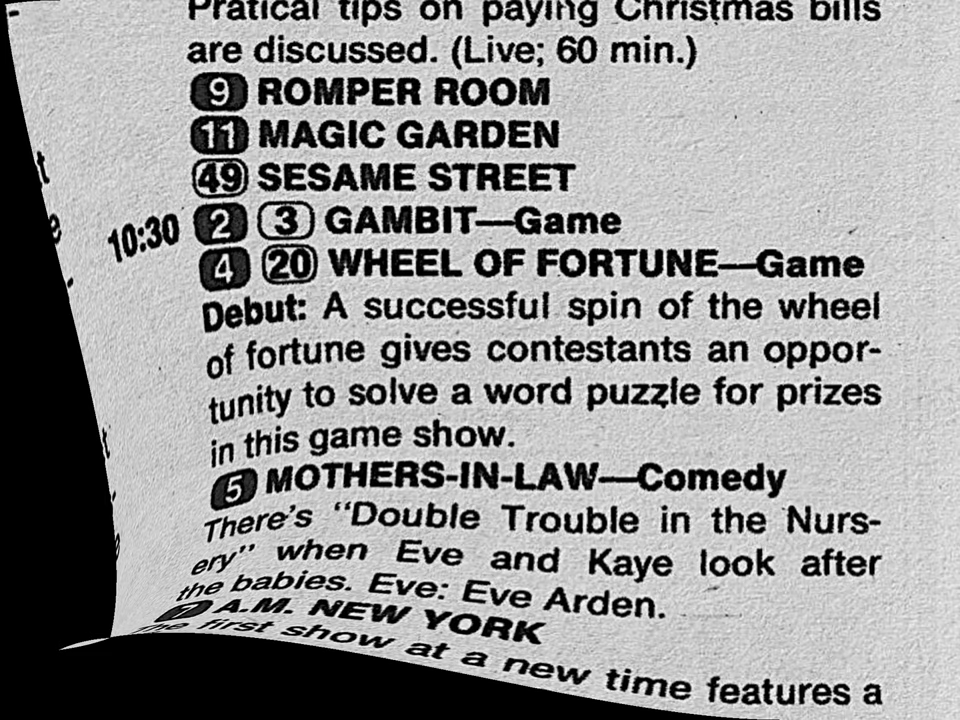 Pratical tips on paying Christmas bills
are discussed. (Live; 60 min.)
9 ROMPER ROOM
11 MAGIC GARDEN
49 SESAME STREET
10:30 2 3 GAMBIT—Game
4 20 WHEEL OF FORTUNE—Game
Debut: A successful spin of the wheel
of fortune gives contestants an oppor-
tunity to solve a word puzzle for prizes
in this game show.
5 MOTHERS-IN-LAW—Comedy
There's "Double Trouble in the Nurs-
ery" when Eve and Kaye look after
the babies. Eve: Eve Arden.
7 A.M. NEW YORK
The first show at a new time features a